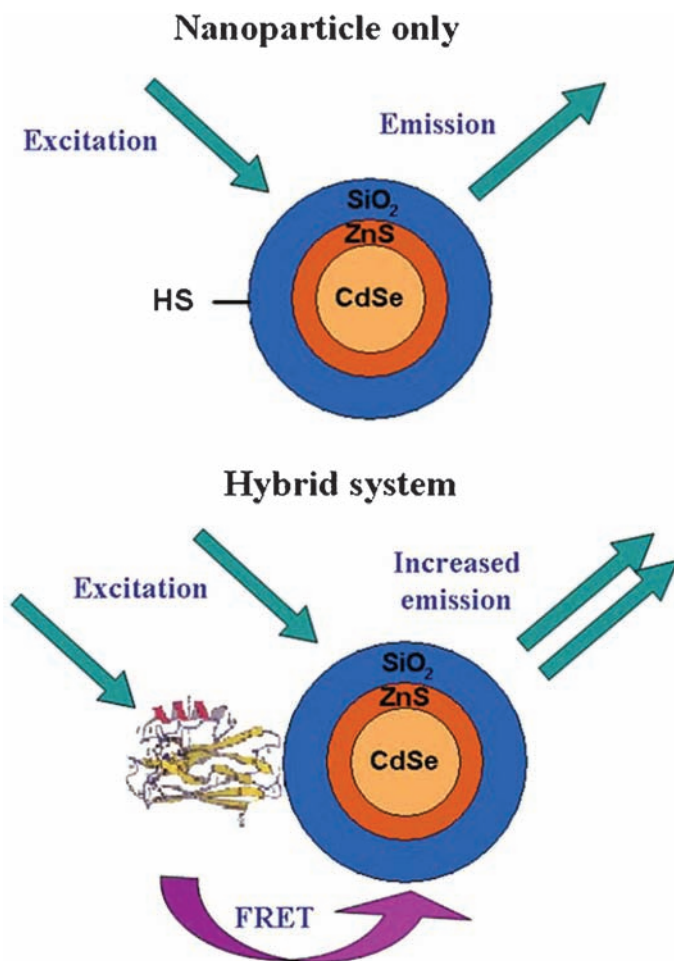 Nanoparticle only
Excitation
Emission
SiO₂
ZnS
CdSe
HS
Hybrid system
Excitation
Increased
emission
SiO₂
ZnS
CdSe
FRET